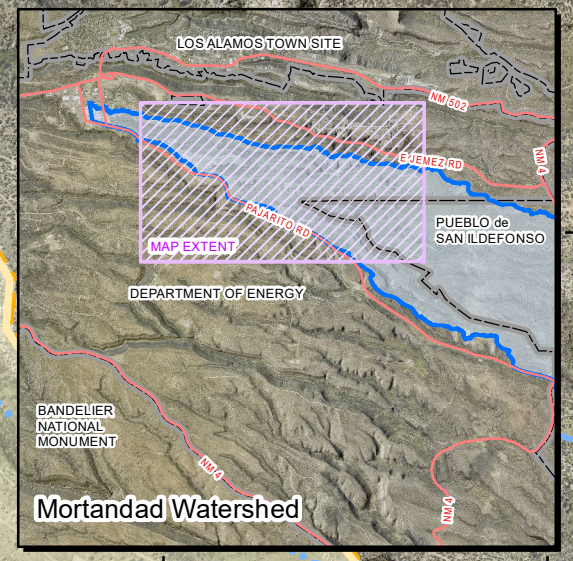 LOS ALAMOS TOWN SITE
NM 502
E JEMEZ RD
NM 4
PAJARITO RD
PUEBLO de
SAN ILDEFONSO
MAP EXTENT
DEPARTMENT OF ENERGY
BANDELIER
NATIONAL
MONUMENT
NM 4
NM 4
Mortandad Watershed